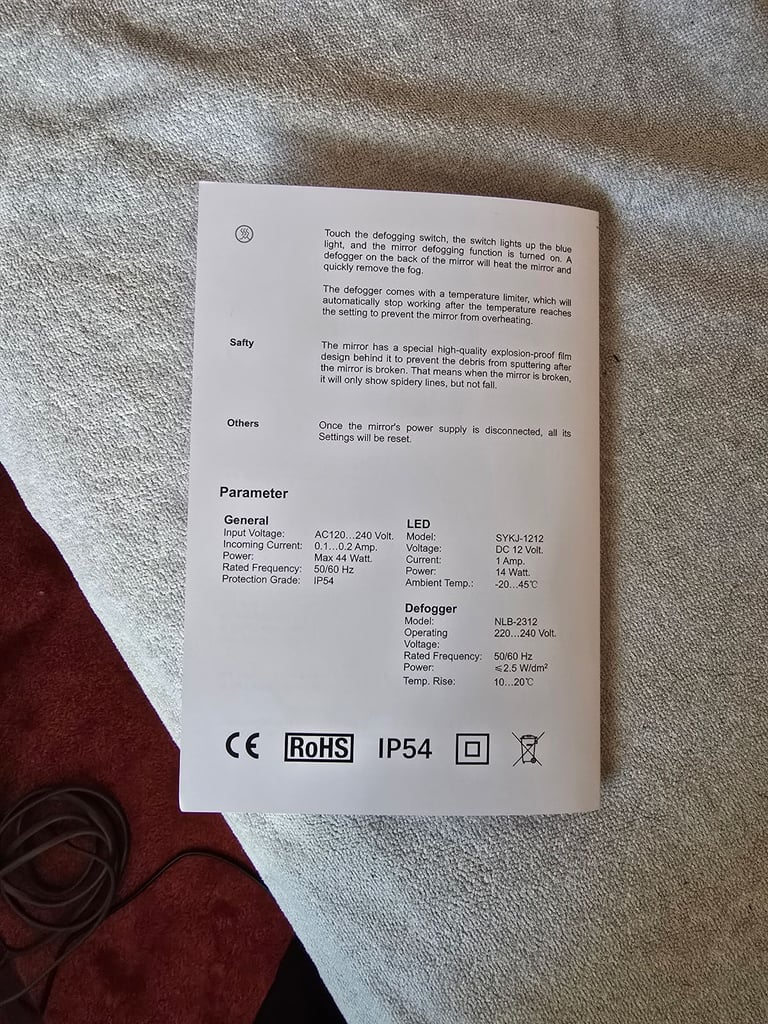 Touch the defogging switch, the switch lights up the blue
light, and the mirror defogging function is turned on. A
defogger on the back of the mirror will heat the mirror and
quickly remove the fog.
The defogger comes with a temperature limiter, which will
automatically stop working after the temperature reaches
the setting to prevent the mirror from overheating.
Safty
The mirror has a special high-quality explosion-proof film
design behind it to prevent the debris from sputtering after
the mirror is broken. That means when the mirror is broken,
it will only show spidery lines, but not fall.
Others
Once the mirror's power supply is disconnected, all its
Settings will be reset.
Parameter
General
Input Voltage: AC120...240 Volt.
Incoming Current: 0.1...0.2 Amp.
Power: Max 44 Watt.
Rated Frequency: 50/60 Hz
Protection Grade: IP54
LED
Model: SYKJ-1212
Voltage: DC 12 Volt.
Current: 1 Amp.
Power: 14 Watt.
Ambient Temp.: -20...45℃
Defogger
Model: NLB-2312
Operating 220...240 Volt.
Voltage:
Rated Frequency: 50/60 Hz
Power: ≤2.5 W/dm²
Temp. Rise: 10...20℃
CE RoHS IP54